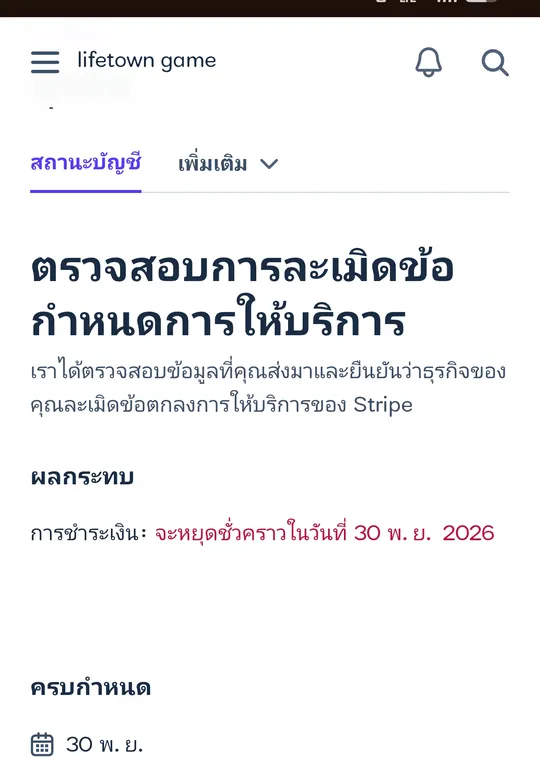 lifetown game
สถานะบัญชี เพิ่มเติม
ตรวจสอบการละเมิดข้อ
กำหนดการให้บริการ
เราได้ตรวจสอบข้อมูลที่คุณส่งมาและยืนยันว่าธุรกิจของ
คุณละเมิดข้อตกลงการให้บริการของ Stripe
ผลกระทบ
การชำระเงิน: จะหยุดชั่วคราวในวันที่ 30 พ.ย. 2026
ครบกำหนด
30 พ.ย.